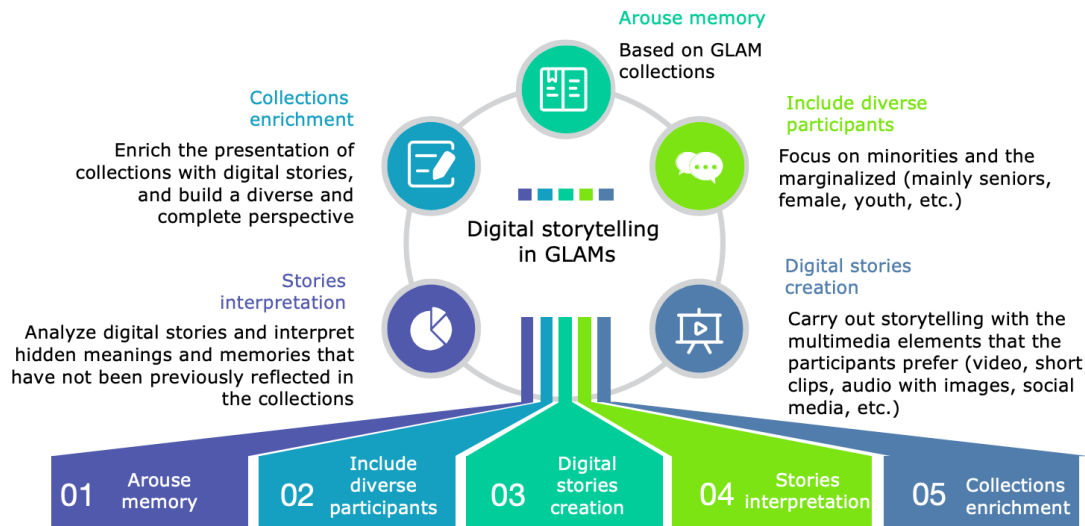 Arouse memory
Based on GLAM
collections
Include diverse
participants
Focus on minorities and the
marginalized (mainly seniors,
female, youth, etc.)
Digital stories
creation
Carry out storytelling with the
multimedia elements that the
participants prefer (video, short
clips, audio with images, social
media, etc.)
Stories
interpretation
Analyze digital stories and interpret
hidden meanings and memories that
have not been previously reflected in
the collections
Collections
enrichment
Enrich the presentation of
collections with digital stories,
and build a diverse and
complete perspective
Digital storytelling
in GLAMs
01 Arouse
memory
02 Include
diverse
participants
03 Digital
stories
creation
04 Stories
interpretation
05 Collections
enrichment